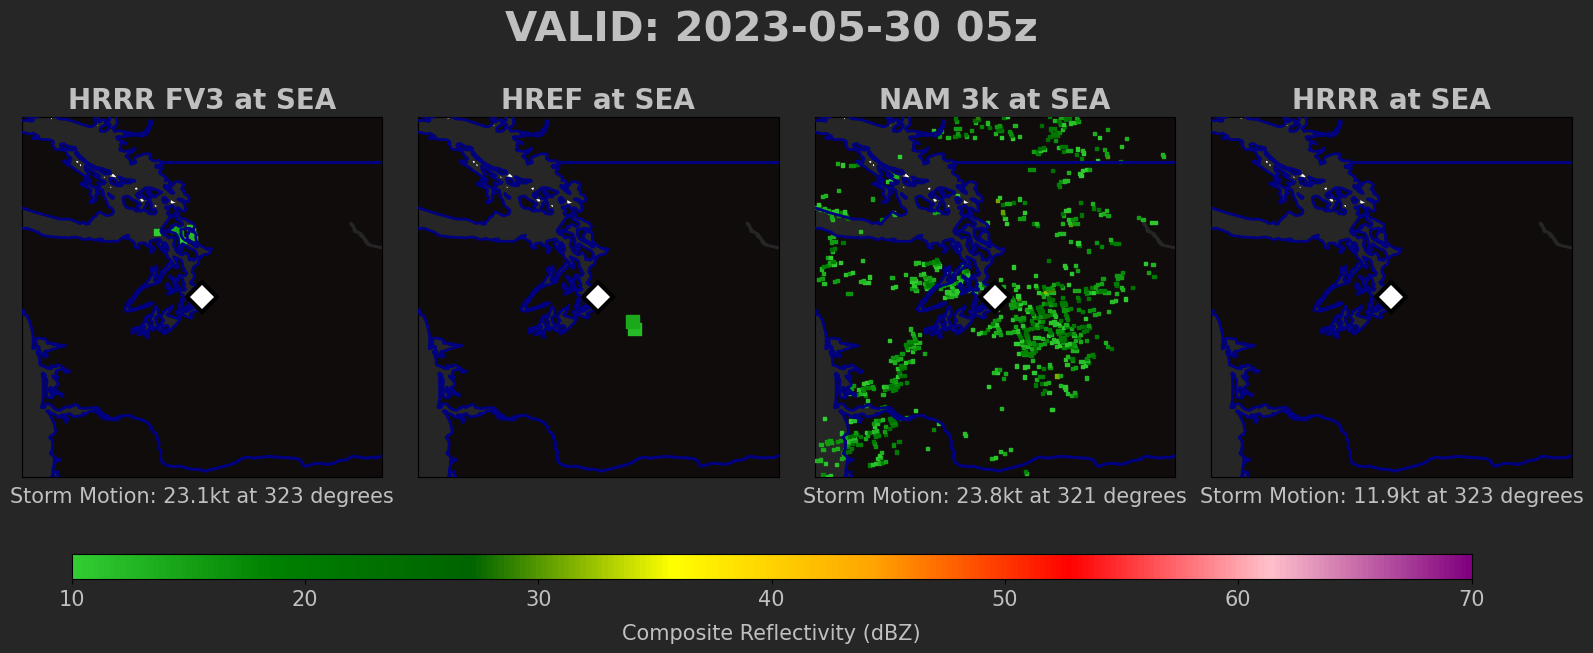 VALID: 2023-05-30 05z
HRRR FV3 at SEA
HREF at SEA
NAM 3k at SEA
HRRR at SEA
Storm Motion: 23.1kt at 323 degrees
Storm Motion: 23.8kt at 321 degrees
Storm Motion: 11.9kt at 323 degrees
10 20 30 40 50 60 70
Composite Reflectivity (dBZ)